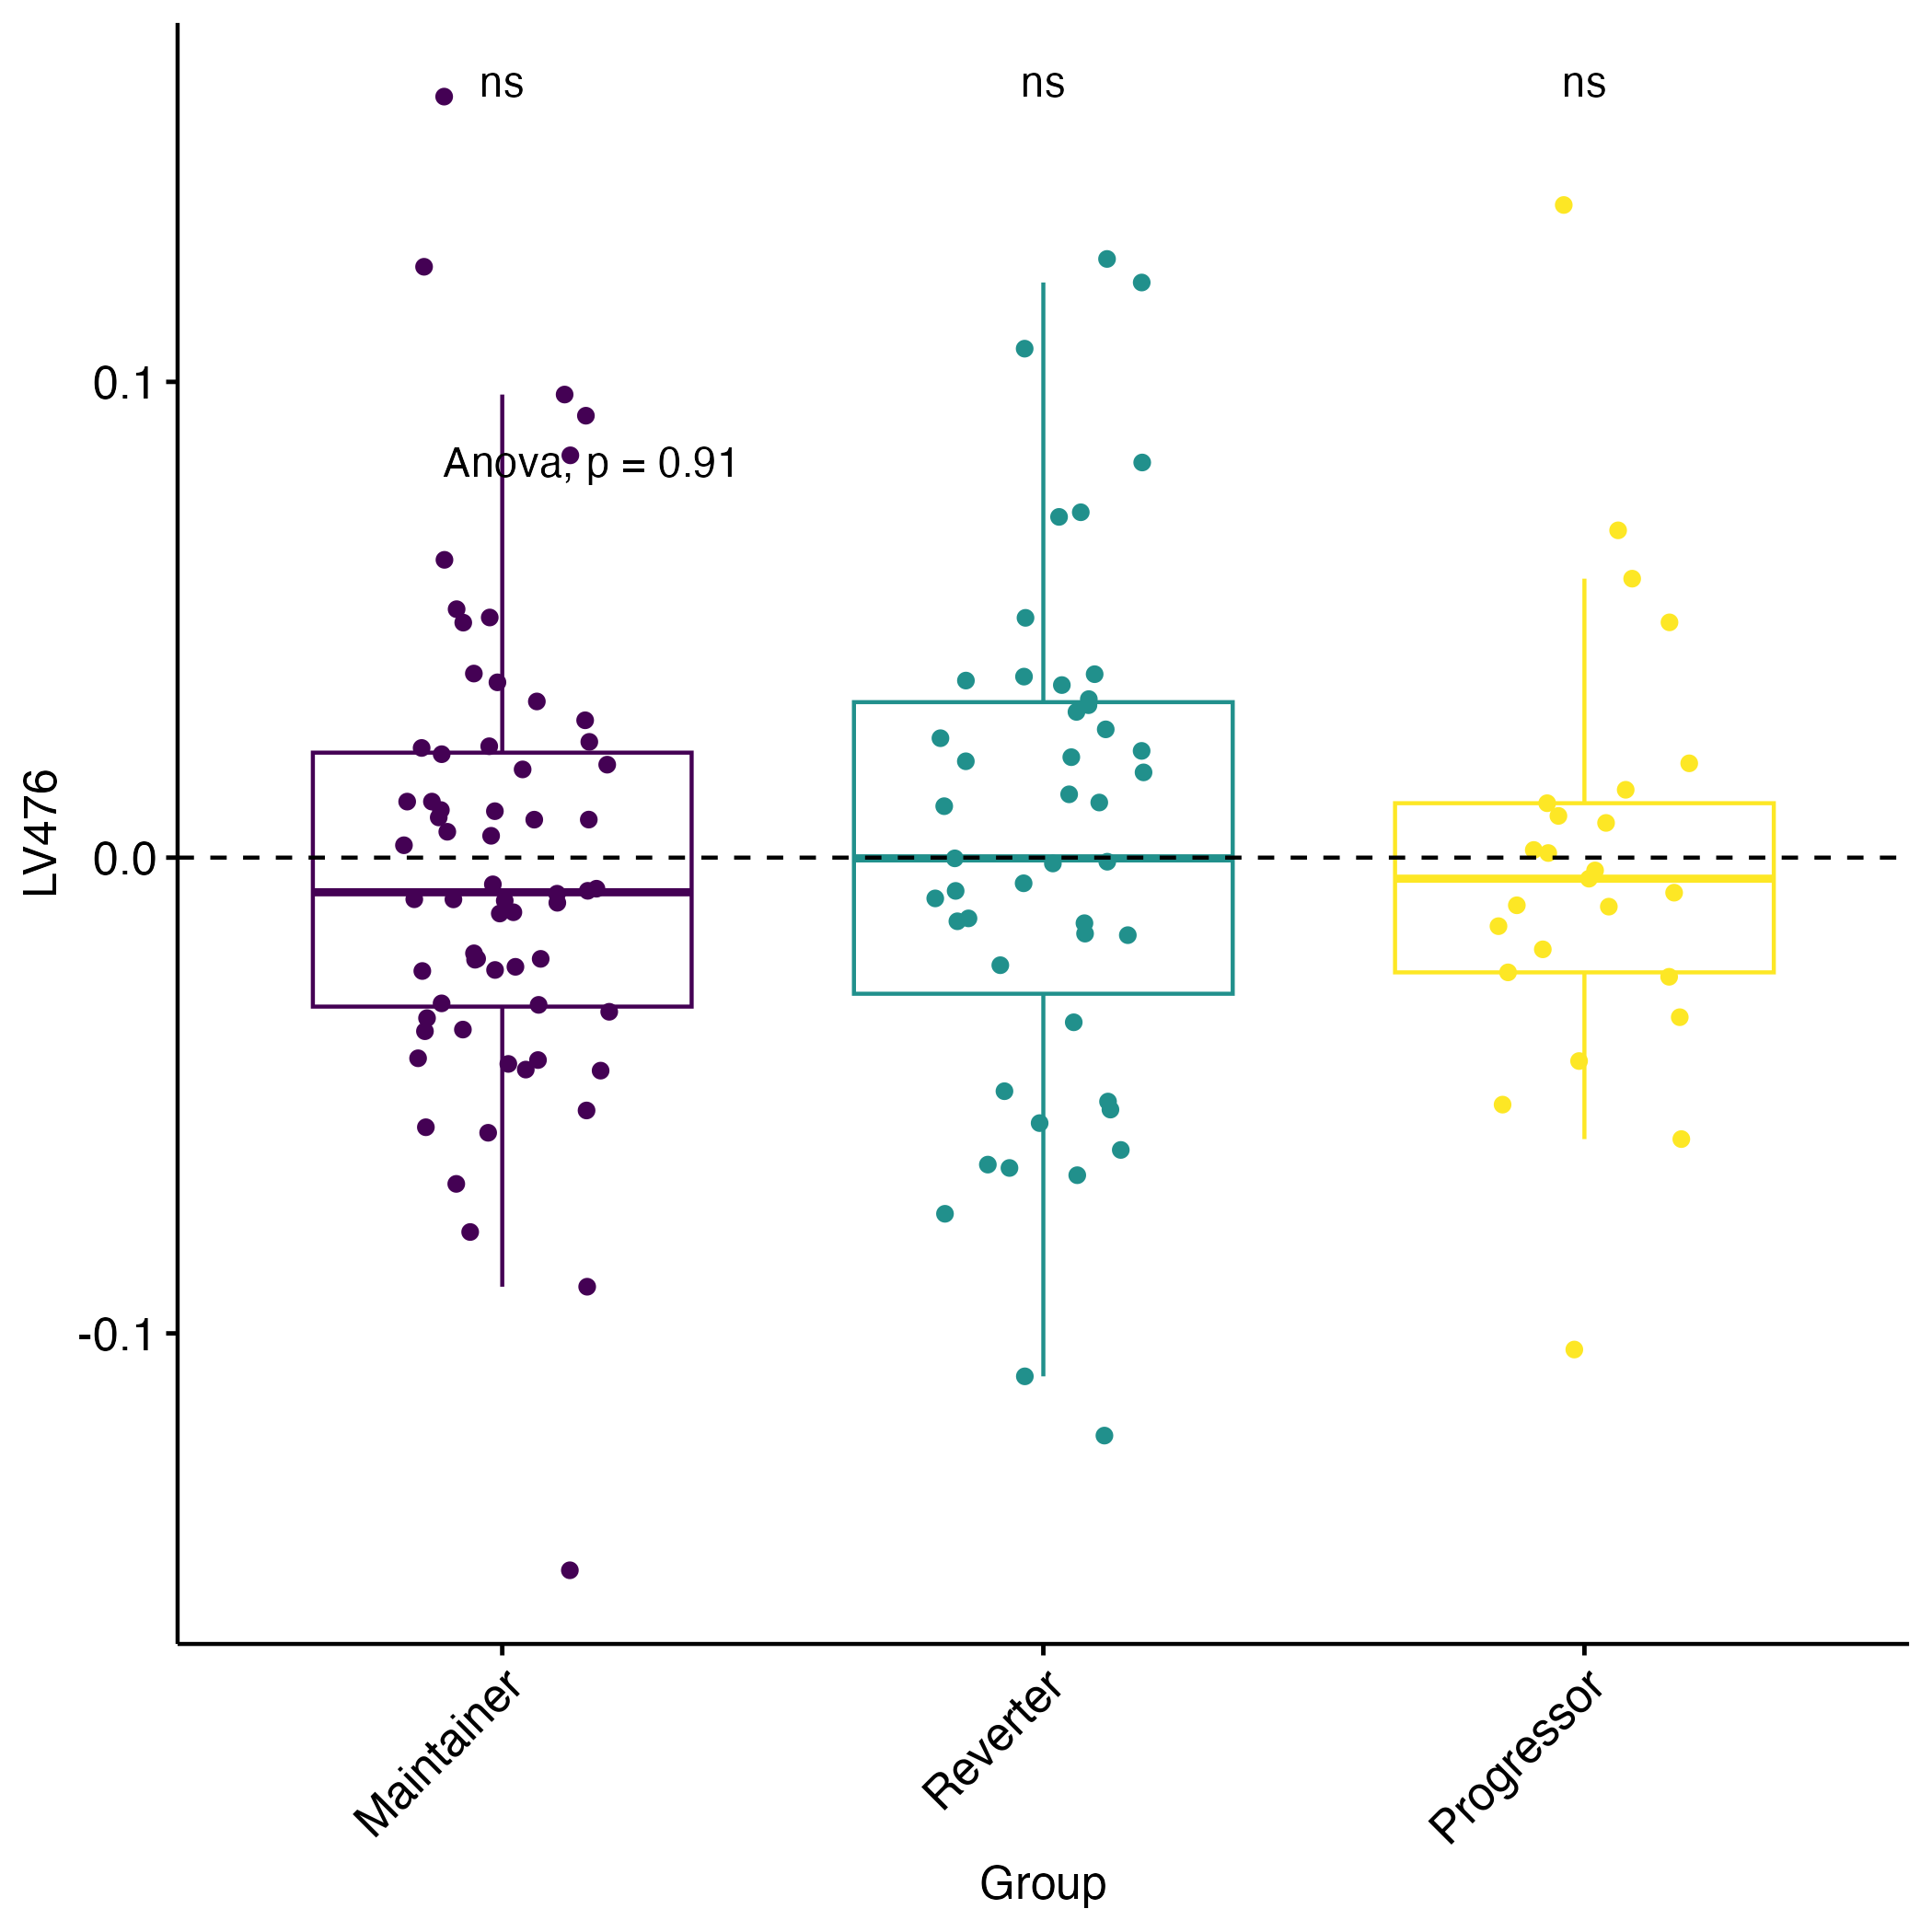 ns
ns
ns
Anova, p = 0.91
0.1
0.0
-0.1
LV476
Maintainer
Reverter
Progressor
Group